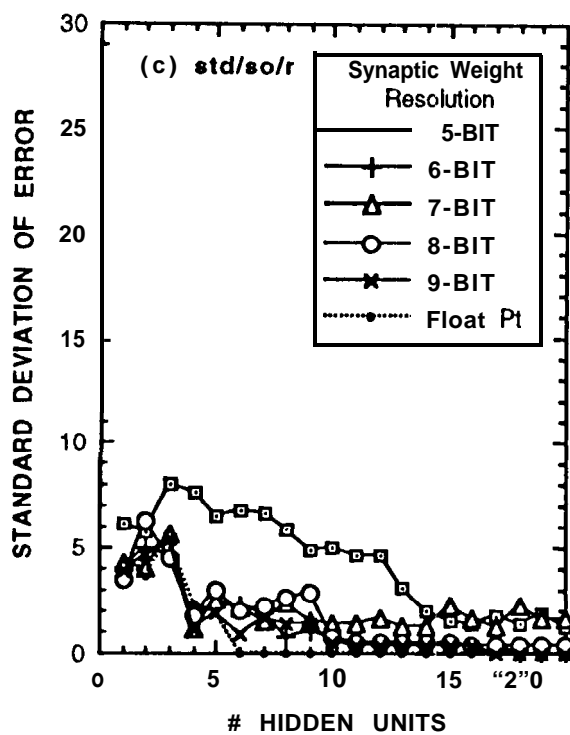 30
(c) std/so/r
Synaptic Weight
Resolution
5-BIT
6-BIT
7-BIT
8-BIT
9-BIT
Float Pt
25
20
15
10
5
0
STANDARD DEVIATION OF ERROR
0 5 10 15 “2”0
# HIDDEN UNITS